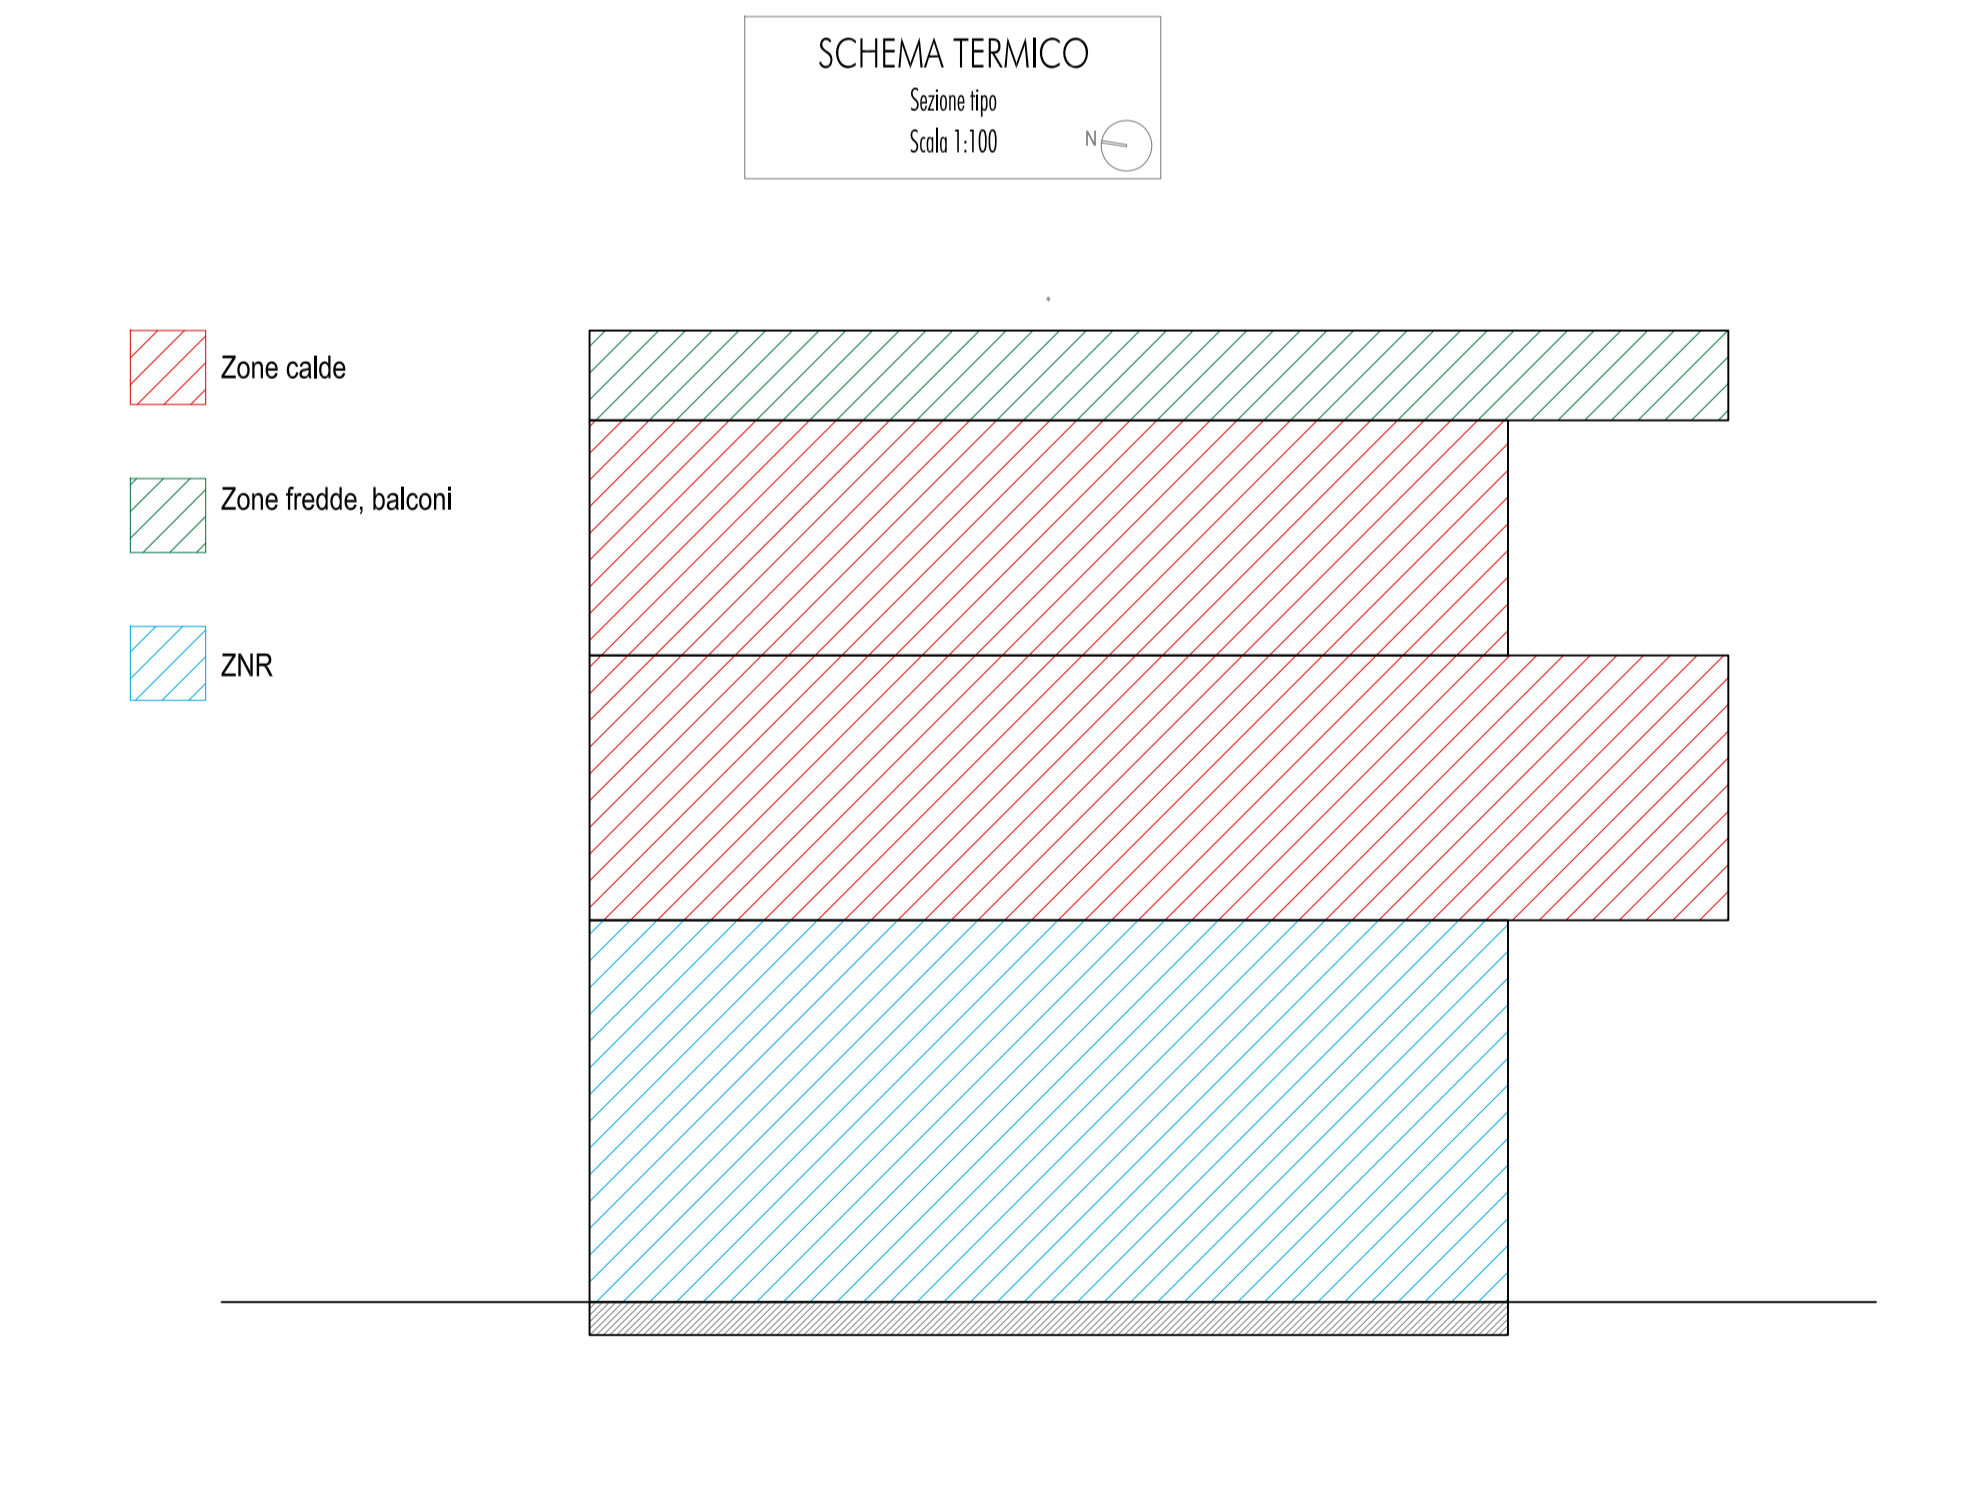 SCHEMA TERMICO
Sezione tipo
Scala 1:100
N
Zone calde
Zone fredde, balconi
ZNR